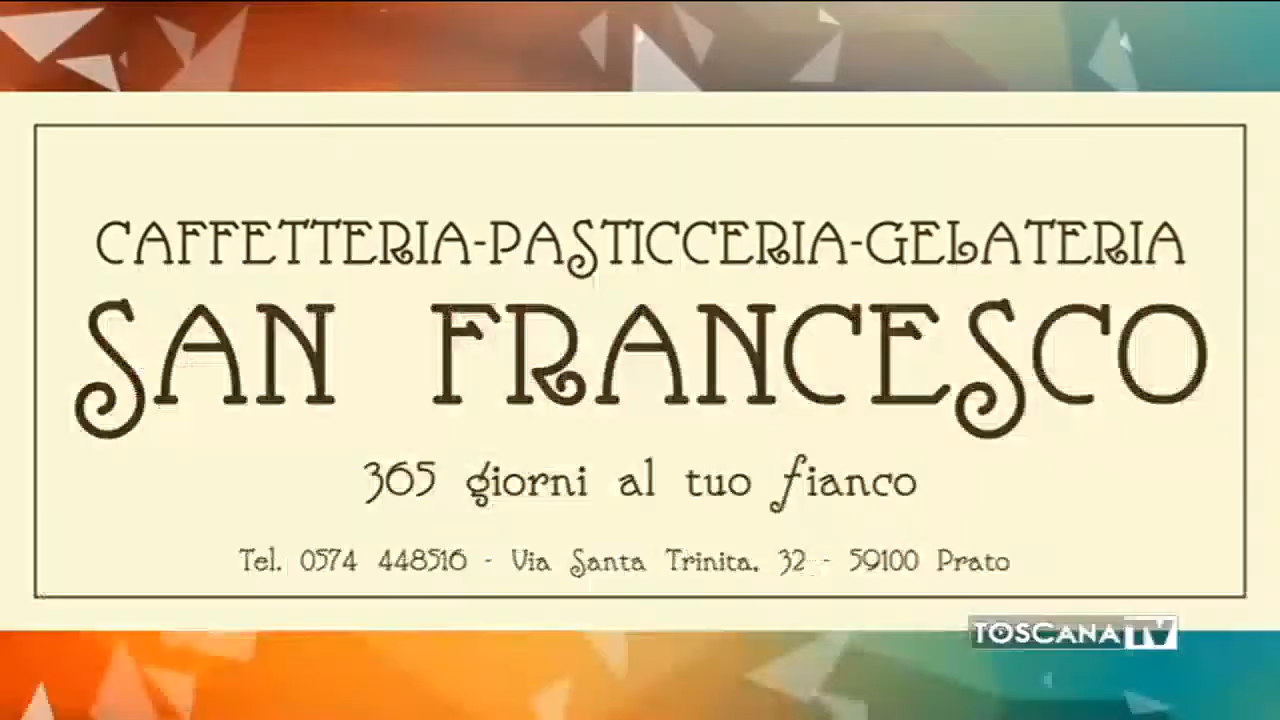 CAFFETTERIA-PASTICCERIA-GELATERIA
SAN FRANCESCO
365 giorni al tuo fianco
Tel. 0574 448516 - Via Santa Trinita, 32 - 59100 Prato
TOSCANA TV